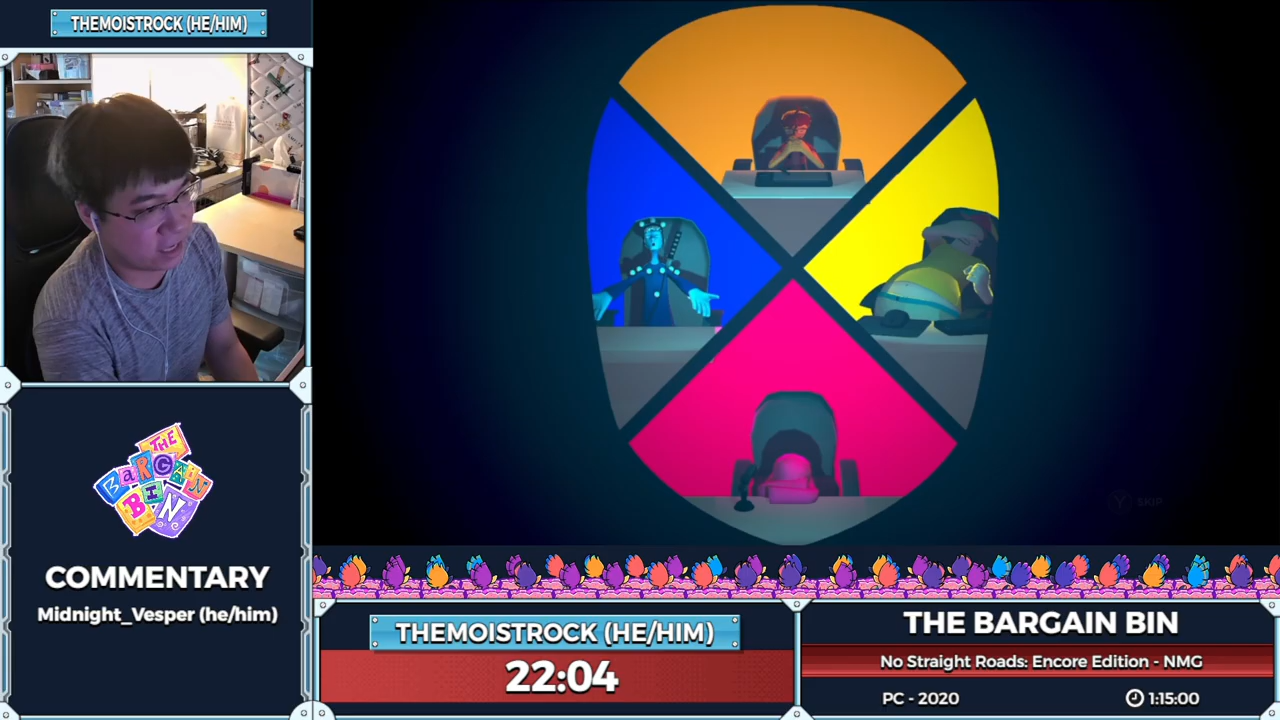 THEMOISTROCK (HE/HIM)
THE
BARGAIN
BIN
COMMENTARY
Midnight_Vesper (he/him)
Y SKIP
THEMOISTROCK (HE/HIM)
22:04
THE BARGAIN BIN
No Straight Roads: Encore Edition - NMG
PC - 2020
1:15:00